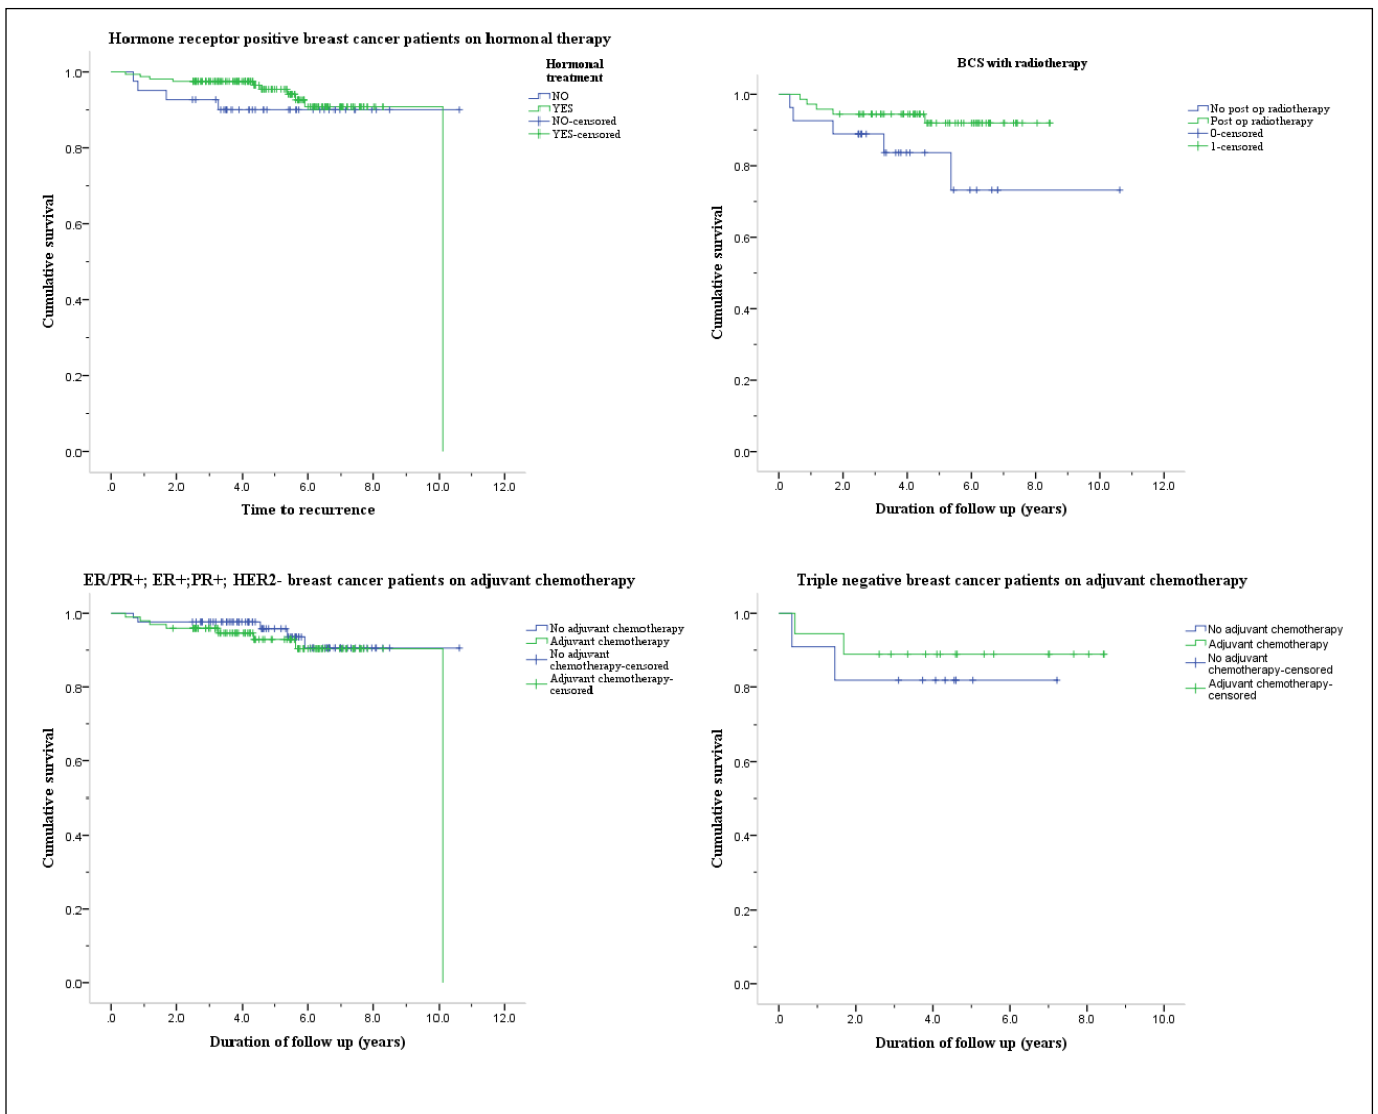 Hormone receptor positive breast cancer patients on hormonal therapy
Hormonal
treatment
NO
YES
NO-censored
YES-censored
1.0
0.8
0.6
0.4
0.2
0.0
Cumulative survival
.0 2.0 4.0 6.0 8.0 10.0 12.0
Time to recurrence
BCS with radiotherapy
No post op radiotherapy
Post op radiotherapy
0-censored
1-censored
1.0
0.8
0.6
0.4
0.2
0.0
Cumulative survival
.0 2.0 4.0 6.0 8.0 10.0 12.0
Duration of follow up (years)
ER/PR+; ER+;PR+; HER2- breast cancer patients on adjuvant chemotherapy
No adjuvant chemotherapy
Adjuvant chemotherapy
No adjuvant
chemotherapy-censored
Adjuvant chemotherapy-
censored
1.0
0.8
0.6
0.4
0.2
0.0
Cumulative survival
.0 2.0 4.0 6.0 8.0 10.0 12.0
Duration of follow up (years)
Triple negative breast cancer patients on adjuvant chemotherapy
No adjuvant chemotherapy
Adjuvant chemotherapy
No adjuvant
chemotherapy-censored
Adjuvant chemotherapy-
censored
1.0
0.8
0.6
0.4
0.2
0.0
Cumulative survival
.0 2.0 4.0 6.0 8.0 10.0
Duration of follow up (years)